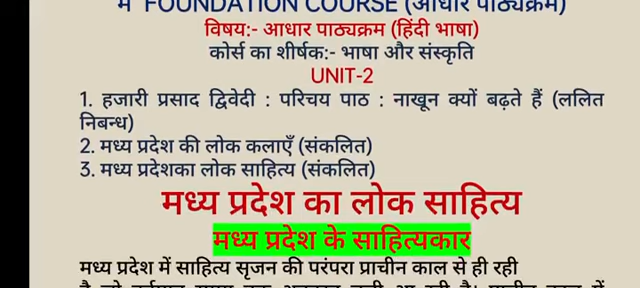 में FOUNDATION COURSE (आधार पाठ्यक्रम)
विषय:- आधार पाठ्यक्रम (हिंदी भाषा)
कोर्स का शीर्षक:- भाषा और संस्कृति
UNIT-2
1. हजारी प्रसाद द्विवेदी : परिचय पाठ : नाखून क्यों बढ़ते हैं (ललित
निबन्ध)
2. मध्य प्रदेश की लोक कलाएँ (संकलित)
3. मध्य प्रदेशका लोक साहित्य (संकलित)
मध्य प्रदेश का लोक साहित्य
मध्य प्रदेश के साहित्यकार
मध्य प्रदेश में साहित्य सृजन की परंपरा प्राचीन काल से ही रही